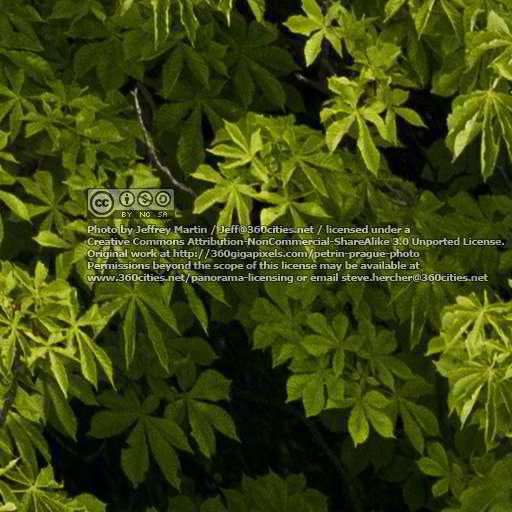 cc
BY NC SA
Photo by Jeffrey Martin / Jeff@360cities.net / licensed under a
Creative Commons Attribution-NonCommercial-ShareAlike 3.0 Unported License.
Original work at http://360gigapixels.com/petrin-prague-photo
Permissions beyond the scope of this license may be available at
www.360cities.net/panorama-licensing or email steve.hercher@360cities.net